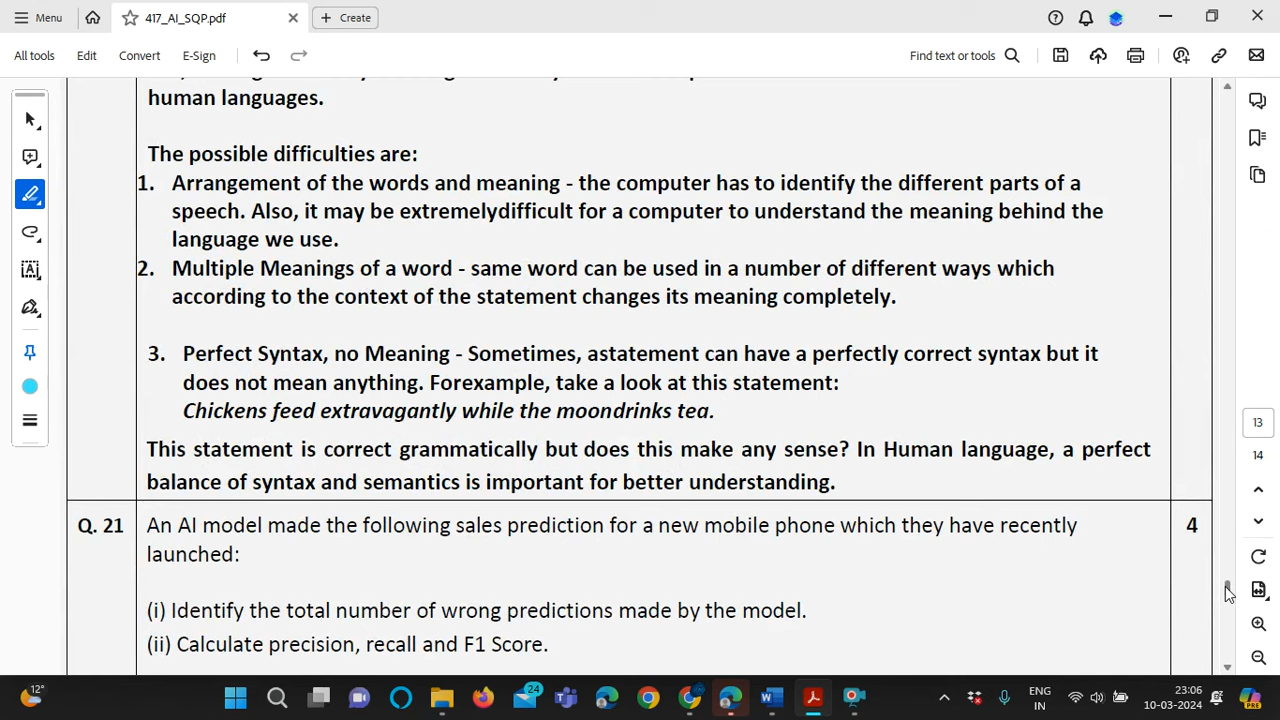 Menu
417_AI_SQP.pdf
Create
All tools
Edit
Convert
E-Sign
Find text or tools
human languages.
The possible difficulties are:
1. Arrangement of the words and meaning - the computer has to identify the different parts of a
speech. Also, it may be extremelydifficult for a computer to understand the meaning behind the
language we use.
2. Multiple Meanings of a word - same word can be used in a number of different ways which
according to the context of the statement changes its meaning completely.
3. Perfect Syntax, no Meaning - Sometimes, astatement can have a perfectly correct syntax but it
does not mean anything. Forexample, take a look at this statement:
Chickens feed extravagantly while the moondrinks tea.
This statement is correct grammatically but does this make any sense? In Human language, a perfect
balance of syntax and semantics is important for better understanding.
Q. 21 An AI model made the following sales prediction for a new mobile phone which they have recently 4
launched:
(i) Identify the total number of wrong predictions made by the model.
(ii) Calculate precision, recall and F1 Score.
13
14
12°
24
ENG
IN
23:06
10-03-2024
PRE